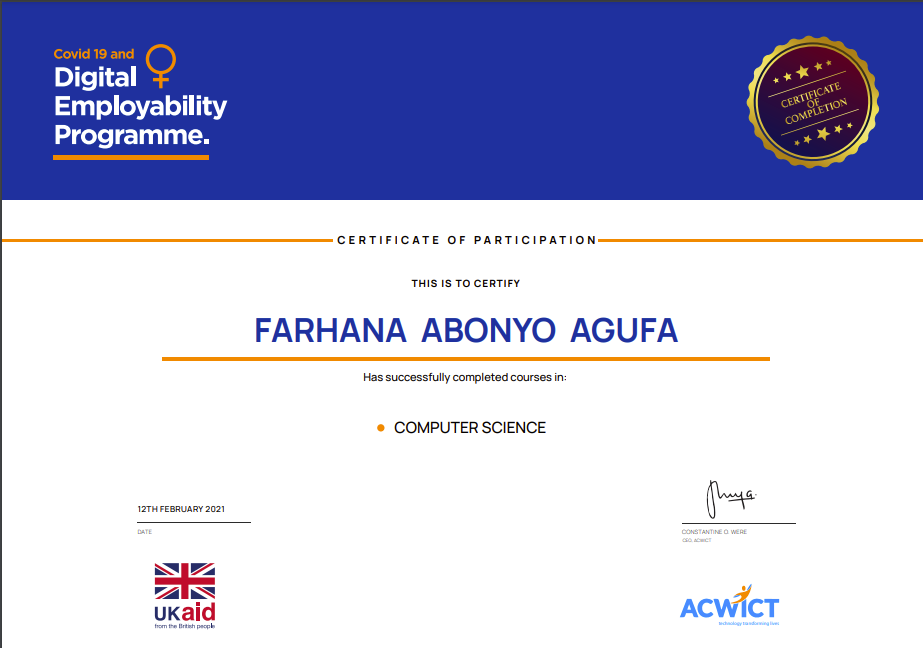 Covid 19 and
Digital
Employability
Programme.
CERTIFICATE
OF
COMPLETION
CERTIFICATE OF PARTICIPATION
THIS IS TO CERTIFY
FARHANA ABONYO AGUFA
Has successfully completed courses in:
COMPUTER SCIENCE
12TH FEBRUARY 2021
DATE
CONSTANTINE O. WERE
CEO, ACWICT
UKaid
from the British people
ACWICT
technology transforming lives